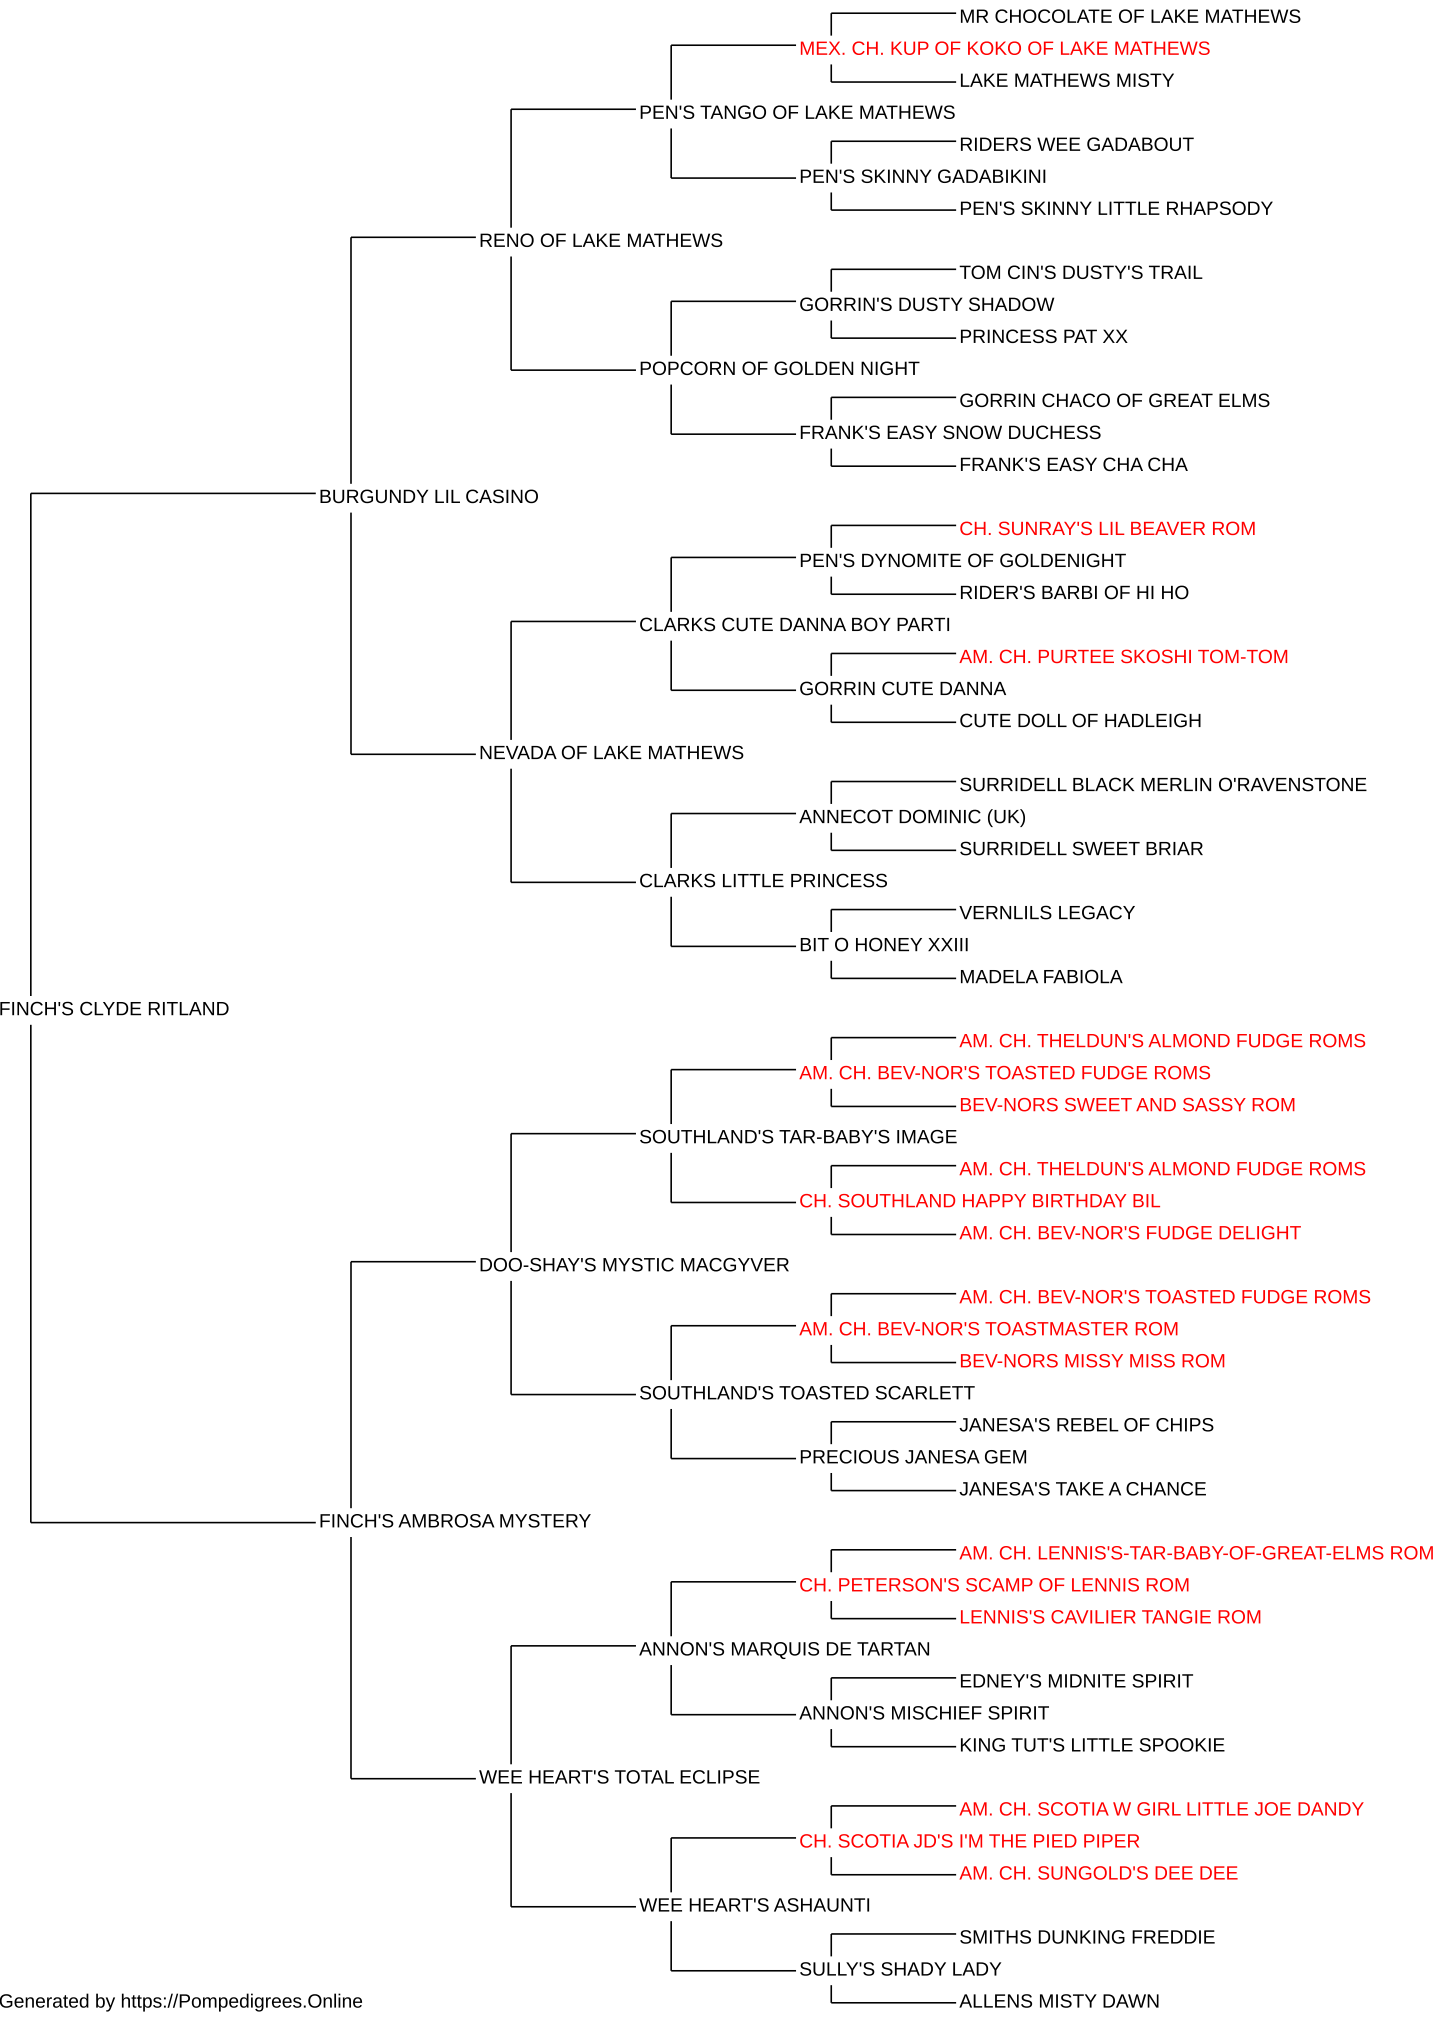 MR CHOCOLATE OF LAKE MATHEWS
MEX. CH. KUP OF KOKO OF LAKE MATHEWS
LAKE MATHEWS MISTY
PEN'S TANGO OF LAKE MATHEWS
RIDERS WEE GADABOUT
PEN'S SKINNY GADABIKINI
PEN'S SKINNY LITTLE RHAPSODY
RENO OF LAKE MATHEWS
TOM CIN'S DUSTY'S TRAIL
GORRIN'S DUSTY SHADOW
PRINCESS PAT XX
POPCORN OF GOLDEN NIGHT
GORRIN CHACO OF GREAT ELMS
FRANK'S EASY SNOW DUCHESS
FRANK'S EASY CHA CHA
BURGUNDY LIL CASINO
CH. SUNRAY'S LIL BEAVER ROM
PEN'S DYNOMITE OF GOLDENIGHT
RIDER'S BARBI OF HI HO
CLARKS CUTE DANNA BOY PARTI
AM. CH. PURTEE SKOSHI TOM-TOM
GORRIN CUTE DANNA
CUTE DOLL OF HADLEIGH
NEVADA OF LAKE MATHEWS
SURRIDELL BLACK MERLIN O'RAVENSTONE
ANNECOT DOMINIC (UK)
SURRIDELL SWEET BRIAR
CLARKS LITTLE PRINCESS
VERNLILS LEGACY
BIT O HONEY XXIII
MADELA FABIOLA
FINCH'S CLYDE RITLAND
AM. CH. THELDUN'S ALMOND FUDGE ROMS
AM. CH. BEV-NOR'S TOASTED FUDGE ROMS
BEV-NORS SWEET AND SASSY ROM
SOUTHLAND'S TAR-BABY'S IMAGE
AM. CH. THELDUN'S ALMOND FUDGE ROMS
CH. SOUTHLAND HAPPY BIRTHDAY BIL
AM. CH. BEV-NOR'S FUDGE DELIGHT
DOO-SHAY'S MYSTIC MACGYVER
AM. CH. BEV-NOR'S TOASTED FUDGE ROMS
AM. CH. BEV-NOR'S TOASTMASTER ROM
BEV-NORS MISSY MISS ROM
SOUTHLAND'S TOASTED SCARLETT
JANESA'S REBEL OF CHIPS
PRECIOUS JANESA GEM
JANESA'S TAKE A CHANCE
FINCH'S AMBROSA MYSTERY
AM. CH. LENNIS'S-TAR-BABY-OF-GREAT-ELMS ROM
CH. PETERSON'S SCAMP OF LENNIS ROM
LENNIS'S CAVILIER TANGIE ROM
ANNON'S MARQUIS DE TARTAN
EDNEY'S MIDNITE SPIRIT
ANNON'S MISCHIEF SPIRIT
KING TUT'S LITTLE SPOOKIE
WEE HEART'S TOTAL ECLIPSE
AM. CH. SCOTIA W GIRL LITTLE JOE DANDY
CH. SCOTIA JD'S I'M THE PIED PIPER
AM. CH. SUNGOLD'S DEE DEE
WEE HEART'S ASHAUNTI
SMITHS DUNKING FREDDIE
SULLY'S SHADY LADY
ALLENS MISTY DAWN
Generated by https://Pompedigrees.Online